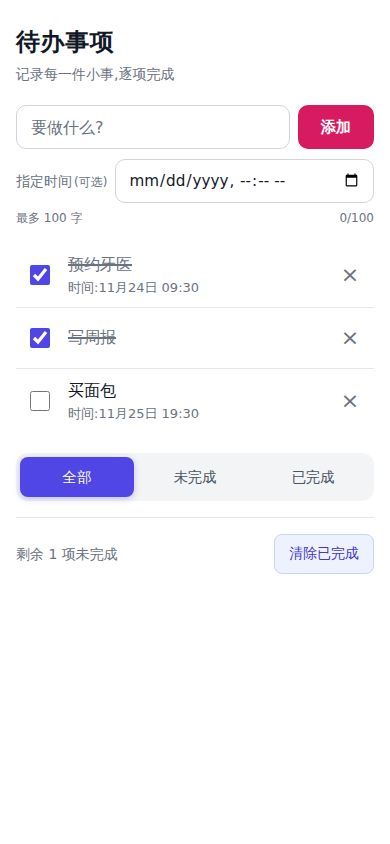 待办事项
记录每一件小事,逐项完成
要做什么?
添加
指定时间(可选)
mm/dd/yyyy, --:-- --
最多 100 字
0/100
预约牙医
时间:11月24日 09:30
写周报
买面包
时间:11月25日 19:30
全部
未完成
已完成
剩余 1 项未完成
清除已完成